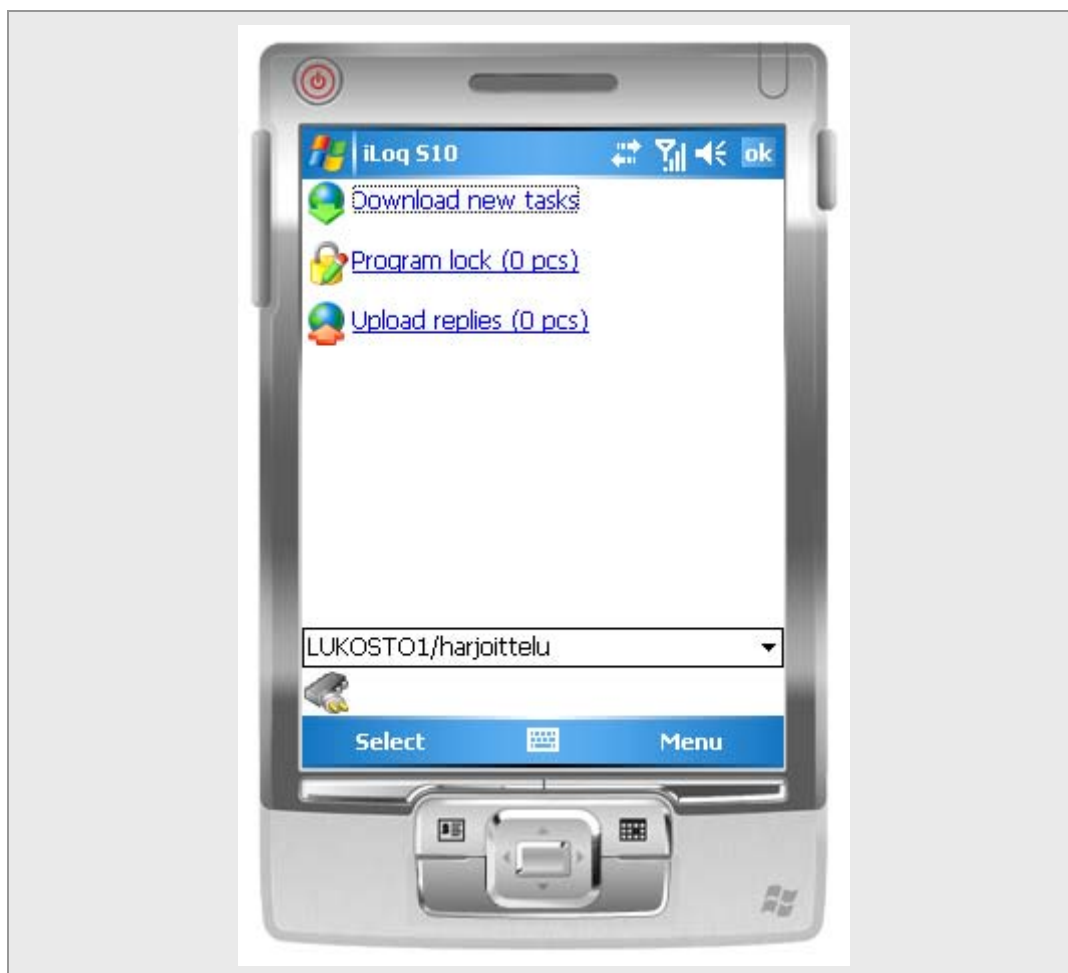 iLoq S10
ok
Download new tasks
Program lock (0 pcs)
Upload replies (0 pcs)
LUKOSTO1/harjoittelu
Select
Menu